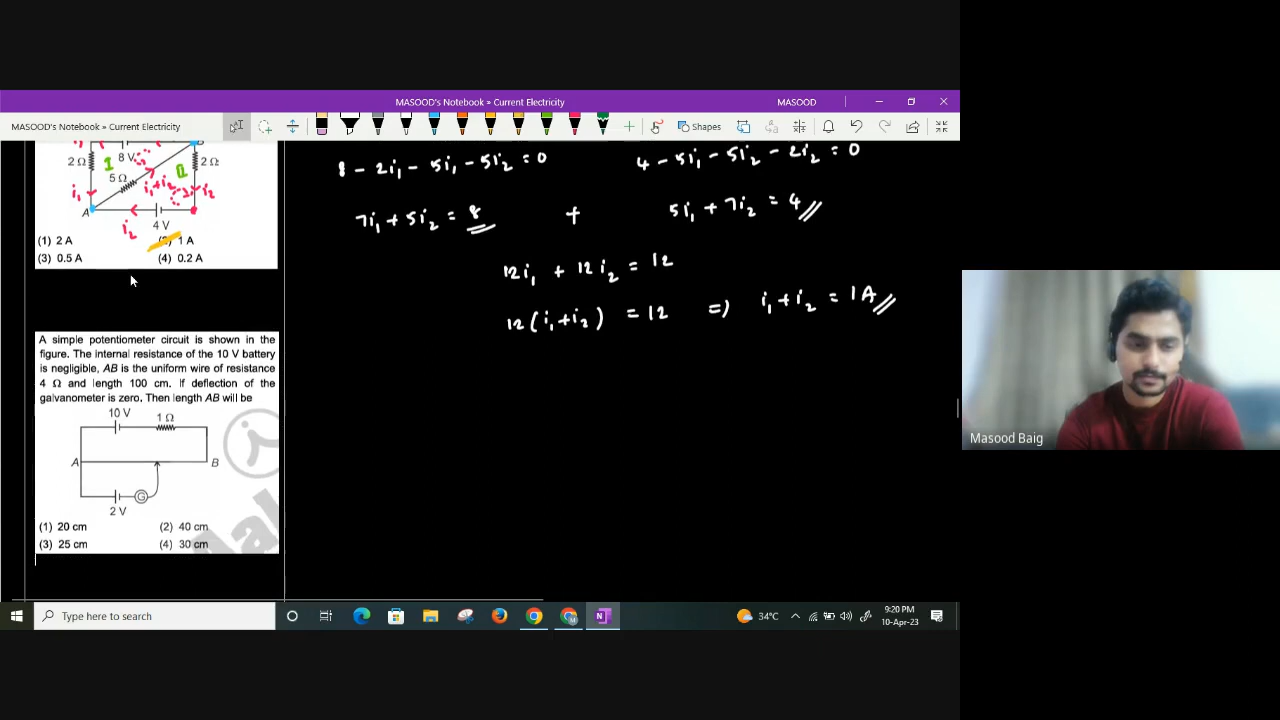 MASOOD's Notebook » Current Electricity
MASOOD
MASOOD's Notebook » Current Electricity
Shapes
2 Ω
8 V
I
II
2 Ω
5 Ω
i₁
i₁+i₂
i₂
A
4 V
i₂
(1) 2 A
1 A
(3) 0.5 A
(4) 0.2 A
8 - 2i₁ - 5i₁ - 5i₂ = 0
4 - 5i₁ - 5i₂ - 2i₂ = 0
7i₁ + 5i₂ = 8
+
5i₁ + 7i₂ = 4
12i₁ + 12i₂ = 12
12(i₁+i₂) = 12 => i₁+i₂ = 1A
A simple potentiometer circuit is shown in the
figure. The internal resistance of the 10 V battery
is negligible, AB is the uniform wire of resistance
4 Ω and length 100 cm. If deflection of the
galvanometer is zero. Then length AB will be
10 V
1 Ω
A
B
G
2 V
(1) 20 cm
(2) 40 cm
(3) 25 cm
(4) 30 cm
Masood Baig
Type here to search
34°C
9:20 PM
10-Apr-23